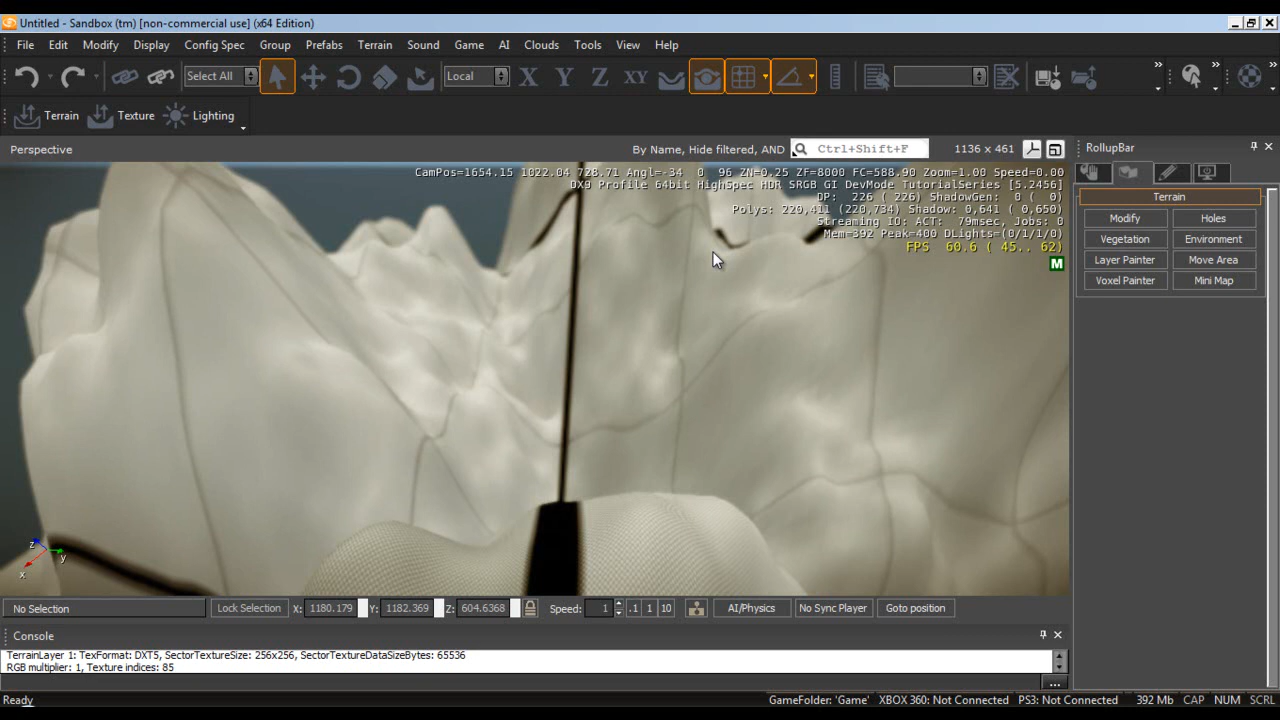 Untitled - Sandbox (tm) [non-commercial use] (x64 Edition)
File Edit Modify Display Config Spec Group Prefabs Terrain Sound Game AI Clouds Tools View Help
Select All Local X Y Z XY
Terrain Texture Lighting
Perspective By Name, Hide filtered, AND Ctrl+Shift+F 1136 x 461 RollupBar
CamPos=1654.15 1022.04 728.71 Angl=-34 0 96 ZN=0.25 ZF=8000 FC=588.90 Zoom=1.00 Speed=0.00
DX9 Profile 64bit HighSpec HDR SRGB GI DevMode TutorialSeries [5.2456]
DP: 226 ( 226) ShadowGen: 0 ( 0)
Polys: 220,411 (220,734) Shadow: 0,641 ( 0,650)
Streaming IO: ACT: 79msec, Jobs: 0
Mem=392 Peak=400 DLights=(0/1/1/0)
FPS 60.6 ( 45.. 62)
M
Terrain
Modify Holes
Vegetation Environment
Layer Painter Move Area
Voxel Painter Mini Map
z
y
x
No Selection Lock Selection X: 1180.179 Y: 1182.369 Z: 604.6368 Speed: 1 .1 1 10 AI/Physics No Sync Player Goto position
Console
TerrainLayer 1: TexFormat: DXT5, SectorTextureSize: 256x256, SectorTextureDataSizeBytes: 65536
RGB multiplier: 1, Texture indices: 85
...
Ready GameFolder: 'Game' XBOX 360: Not Connected PS3: Not Connected 392 Mb CAP NUM SCRL